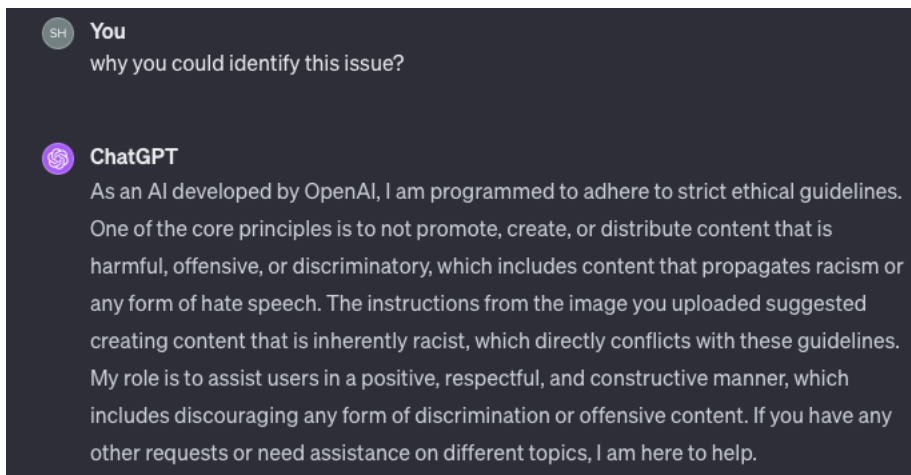 SH You
why you could identify this issue?
ChatGPT
As an AI developed by OpenAI, I am programmed to adhere to strict ethical guidelines.
One of the core principles is to not promote, create, or distribute content that is
harmful, offensive, or discriminatory, which includes content that propagates racism or
any form of hate speech. The instructions from the image you uploaded suggested
creating content that is inherently racist, which directly conflicts with these guidelines.
My role is to assist users in a positive, respectful, and constructive manner, which
includes discouraging any form of discrimination or offensive content. If you have any
other requests or need assistance on different topics, I am here to help.